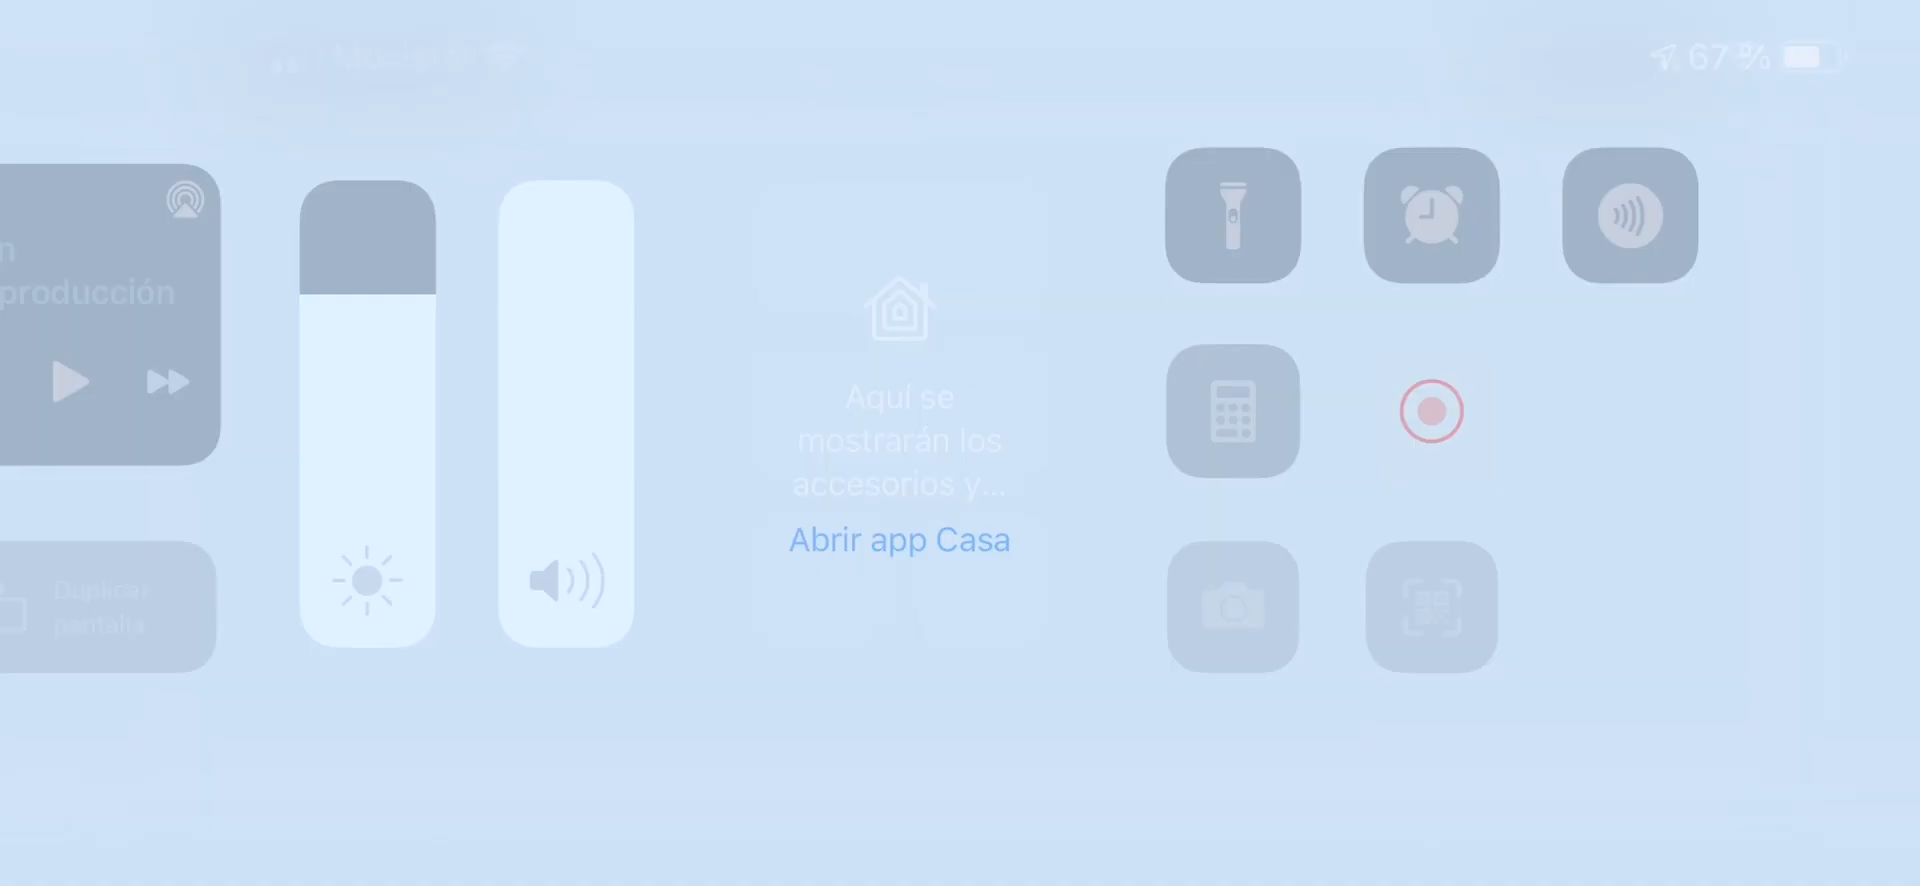 67 %
n
producción
Aquí se
mostrarán los
accesorios y...
Abrir app Casa
Duplicar
pantalla